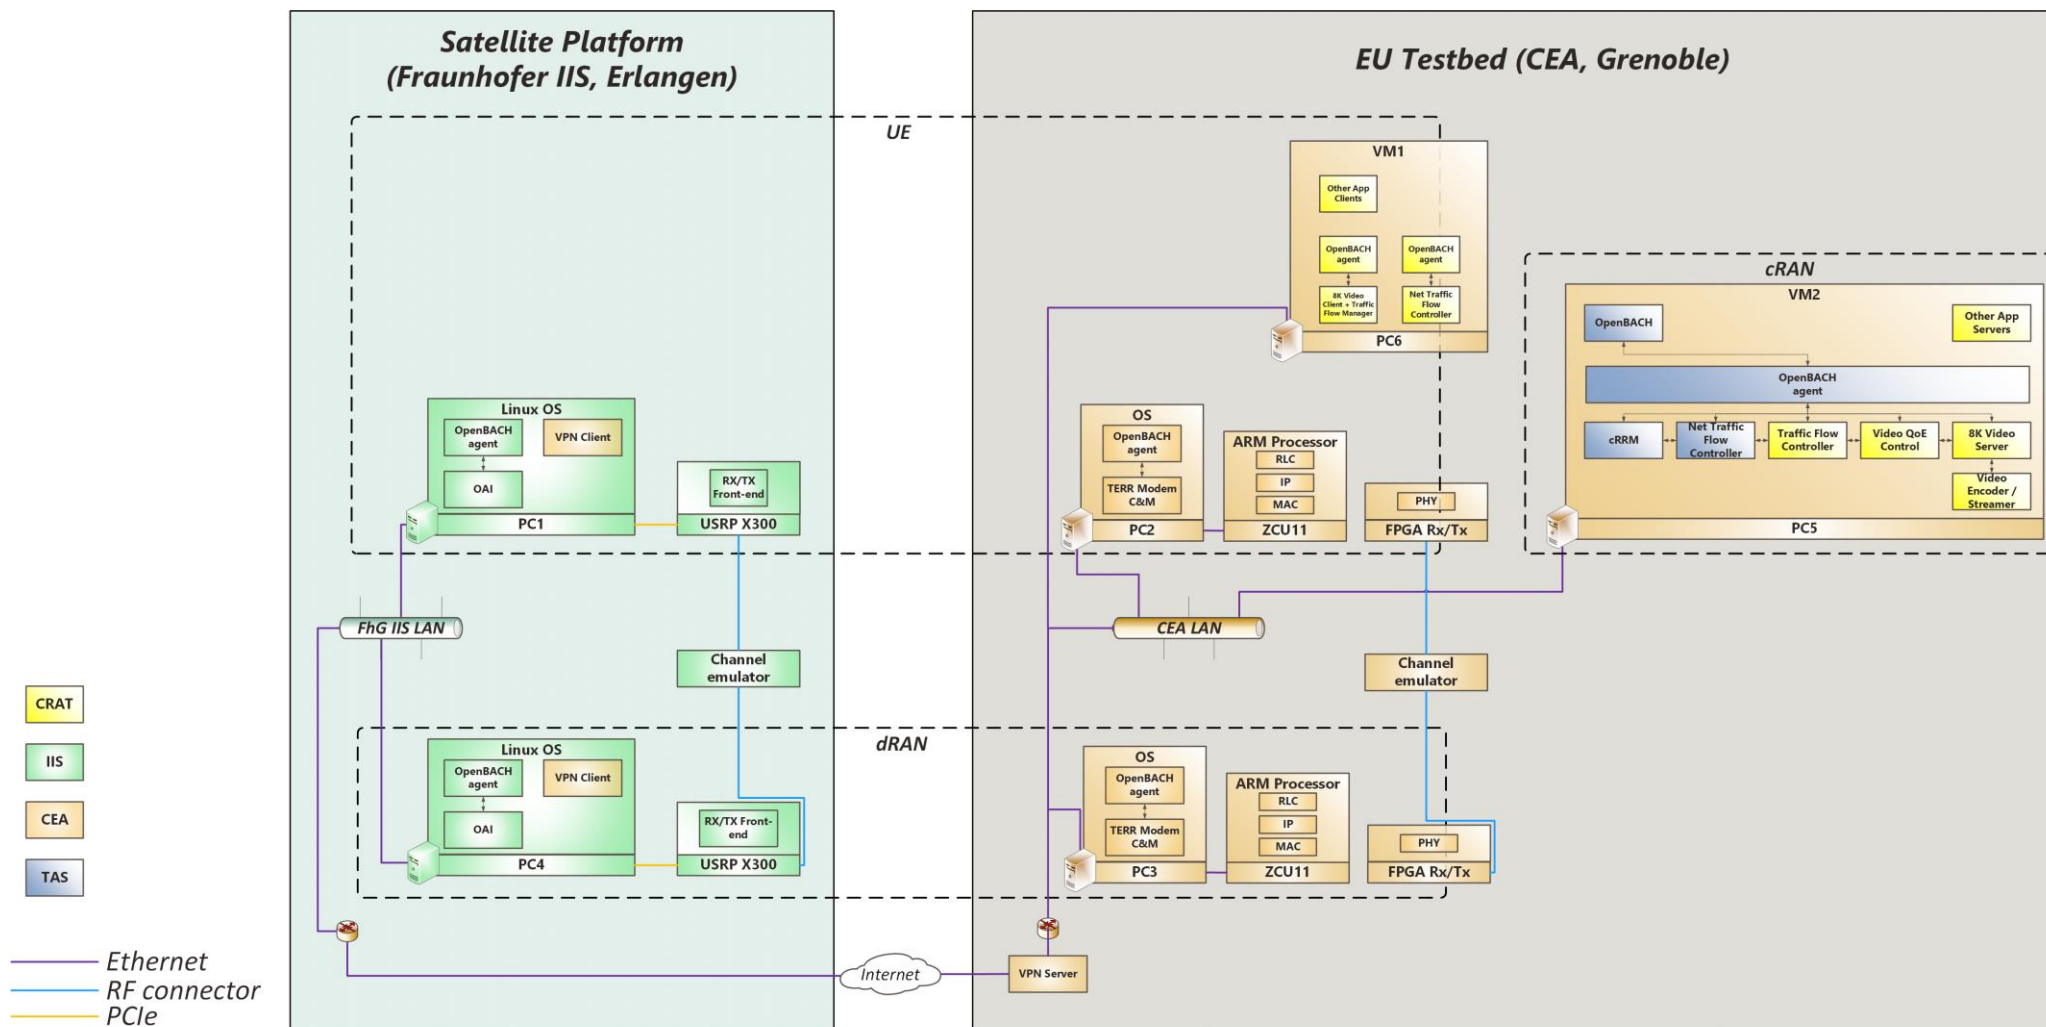 Satellite Platform
(Fraunhofer IIS, Erlangen)
EU Testbed (CEA, Grenoble)
UE
VM1
Other App
Clients
OpenBACH
agent
OpenBACH
agent
8K Video
Client + Traffic
Flow Manager
Net Traffic
Flow
Controller
PC6
cRAN
VM2
OpenBACH
Other App
Servers
OpenBACH
agent
cRRM
Net Traffic
Flow
Controller
Traffic Flow
Controller
Video QoE
Control
8K Video
Server
Video
Encoder /
Streamer
PC5
Linux OS
OpenBACH
agent
VPN Client
OAI
PC1
RX/TX
Front-end
USRP X300
OS
OpenBACH
agent
TERR Modem
C&M
PC2
ARM Processor
RLC
IP
MAC
ZCU11
PHY
FPGA Rx/Tx
FhG IIS LAN
CEA LAN
Channel
emulator
Channel
emulator
dRAN
Linux OS
OpenBACH
agent
VPN Client
OAI
PC4
RX/TX Front-
end
USRP X300
OS
OpenBACH
agent
TERR Modem
C&M
PC3
ARM Processor
RLC
IP
MAC
ZCU11
PHY
FPGA Rx/Tx
Internet
VPN Server
CRAT
IIS
CEA
TAS
Ethernet
RF connector
PCIe